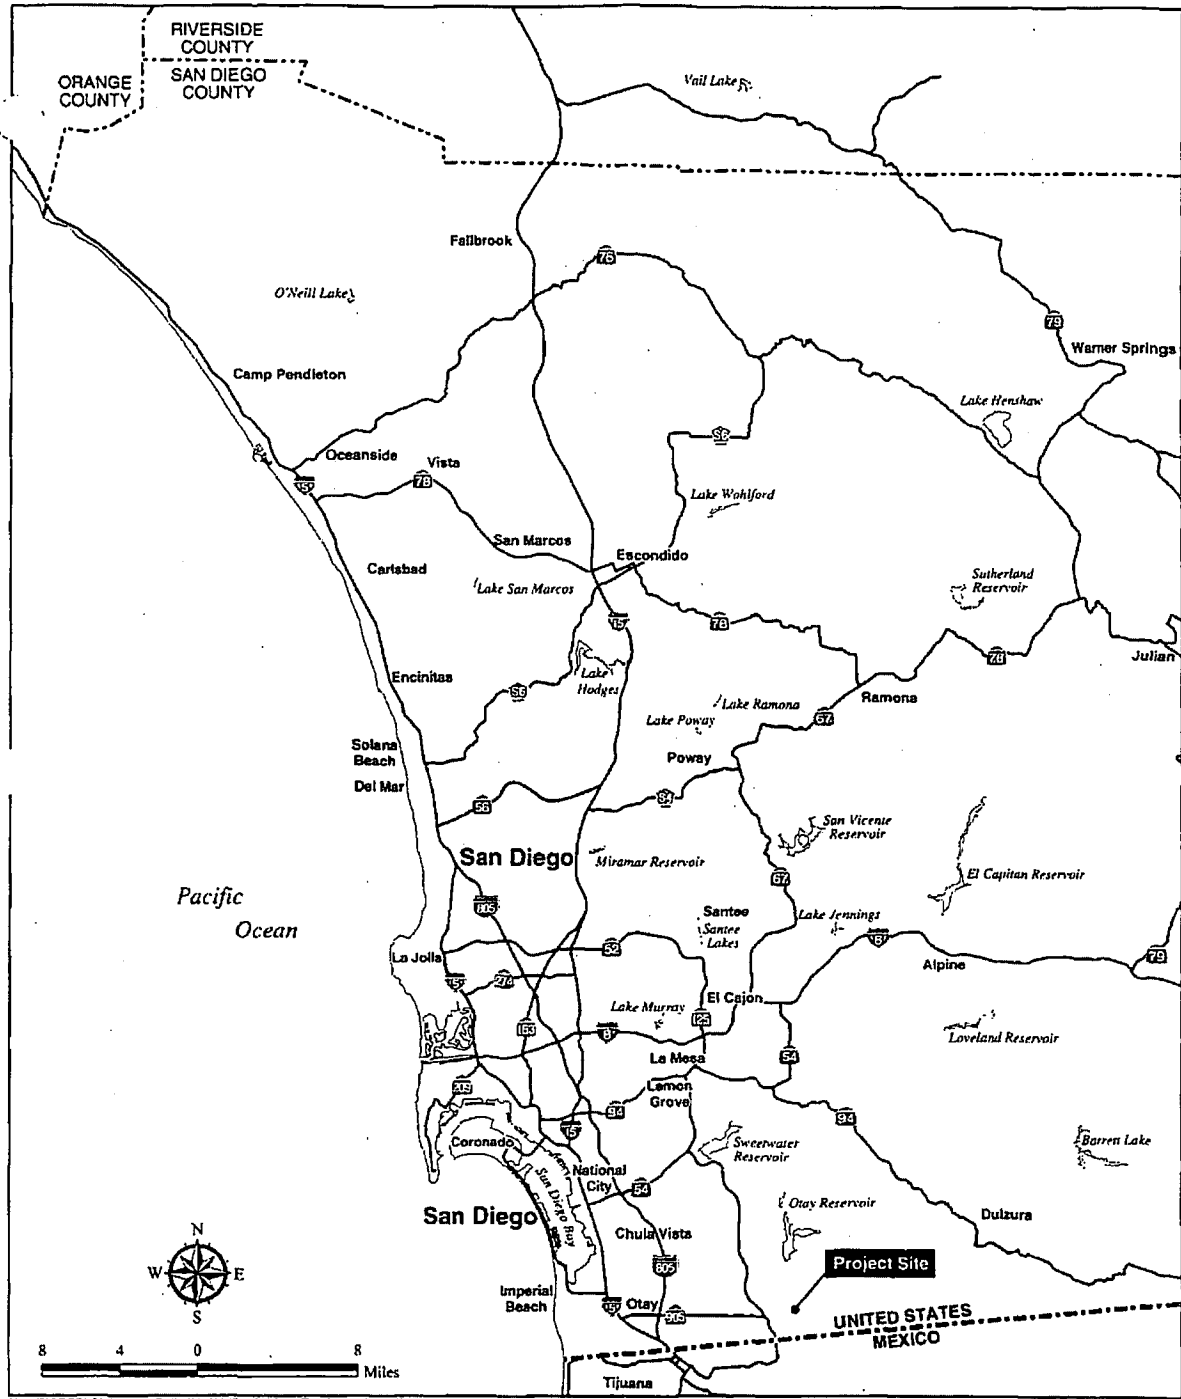 RIVERSIDE
COUNTY
ORANGE
COUNTY
SAN DIEGO
COUNTY
Vail Lake
Fallbrook
76
O'Neill Lake
79
Warner Springs
Camp Pendleton
Lake Henshaw
S6
Oceanside
Vista
78
5
Lake Wohlford
San Marcos
Escondido
Carlsbad
Lake San Marcos
Sutherland
Reservoir
15
78
78
Julian
Encinitas
S6
Lake
Hodges
Lake Ramona
Ramona
Lake Poway
67
Solana
Beach
Poway
Del Mar
56
S4
San Vicente
Reservoir
San Diego
Miramar Reservoir
67
El Capitan Reservoir
Pacific
Ocean
805
Santee
Santee
Lakes
Lake Jennings
8
La Jolla
52
Alpine
79
5
274
El Cajon
Lake Murray
125
163
8
Loveland Reservoir
La Mesa
54
209
Lemon
Grove
94
94
15
Coronado
Sweetwater
Reservoir
Barrett Lake
National
City
54
San Diego Bay
Otay Reservoir
San Diego
Chula Vista
Dulzura
805
Project Site
N
W
E
S
Imperial
Beach
5
Otay
905
UNITED STATES
MEXICO
8
4
0
8
Miles
Tijuana